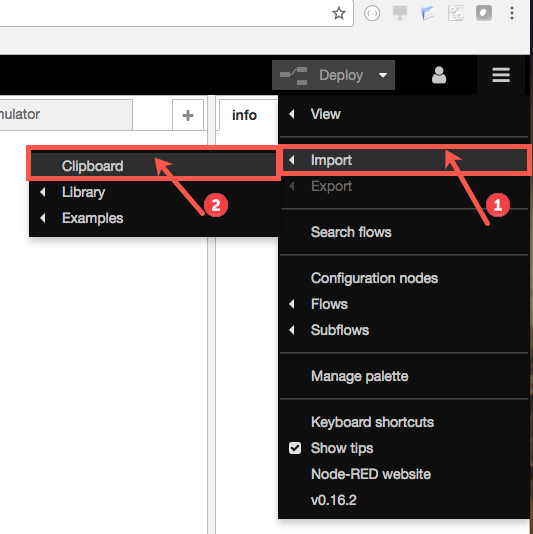 Deploy
nulator
+
info
View
Import
Export
Clipboard
Library
Examples
2
1
Search flows
Configuration nodes
Flows
Subflows
Manage palette
Keyboard shortcuts
Show tips
Node-RED website
v0.16.2